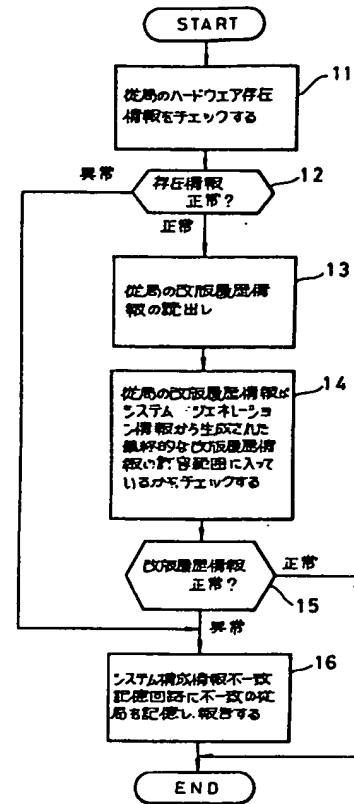 START
従局のハードウェア存在
情報をチェックする
11
異常
存在情報
正常?
12
正常
従局の改版履歴情
報の読出し
13
従局の改版履歴情報が
システム・ジェネレーション
情報から生成された
最終的な改版履歴情
報の許容範囲に入って
いるか、チェックする
14
改版履歴情報
正常?
正常
15
異常
システム構成情報不一致
記憶回路に不一致の従
局を記憶し、報告する
16
END